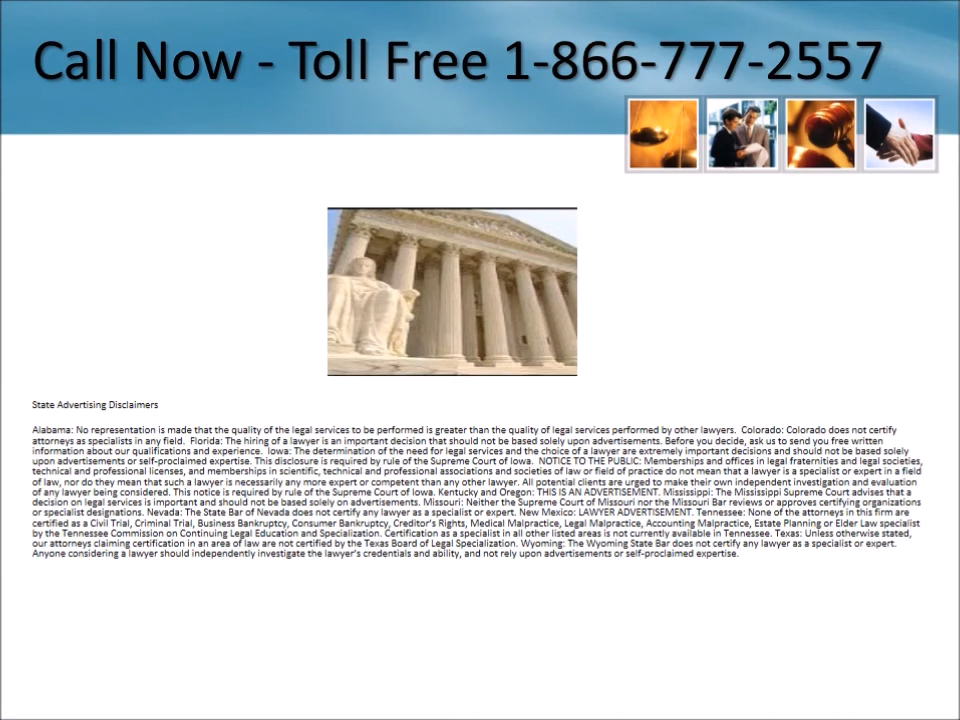 Call Now - Toll Free 1-866-777-2557
State Advertising Disclaimers
Alabama: No representation is made that the quality of the legal services to be performed is greater than the quality of legal services performed by other lawyers.  Colorado: Colorado does not certify
attorneys as specialists in any field.  Florida: The hiring of a lawyer is an important decision that should not be based solely upon advertisements. Before you decide, ask us to send you free written
information about our qualifications and experience.  Iowa: The determination of the need for legal services and the choice of a lawyer are extremely important decisions and should not be based solely
upon advertisements or self-proclaimed expertise. This disclosure is required by rule of the Supreme Court of Iowa.  NOTICE TO THE PUBLIC: Memberships and offices in legal fraternities and legal societies,
technical and professional licenses, and memberships in scientific, technical and professional associations and societies of law or field of practice do not mean that a lawyer is a specialist or expert in a field
of law, nor do they mean that such a lawyer is necessarily any more expert or competent than any other lawyer. All potential clients are urged to make their own independent investigation and evaluation
of any lawyer being considered. This notice is required by rule of the Supreme Court of Iowa. Kentucky and Oregon: THIS IS AN ADVERTISEMENT. Mississippi: The Mississippi Supreme Court advises that a
decision on legal services is important and should not be based solely on advertisements. Missouri: Neither the Supreme Court of Missouri nor the Missouri Bar reviews or approves certifying organizations
or specialist designations. Nevada: The State Bar of Nevada does not certify any lawyer as a specialist or expert. New Mexico: LAWYER ADVERTISEMENT. Tennessee: None of the attorneys in this firm are
certified as a Civil Trial, Criminal Trial, Business Bankruptcy, Consumer Bankruptcy, Creditor's Rights, Medical Malpractice, Legal Malpractice, Accounting Malpractice, Estate Planning or Elder Law specialist
by the Tennessee Commission on Continuing Legal Education and Specialization. Certification as a specialist in all other listed areas is not currently available in Tennessee. Texas: Unless otherwise stated,
our attorneys claiming certification in an area of law are not certified by the Texas Board of Legal Specialization. Wyoming: The Wyoming State Bar does not certify any lawyer as a specialist or expert.
Anyone considering a lawyer should independently investigate the lawyer's credentials and ability, and not rely upon advertisements or self-proclaimed expertise.